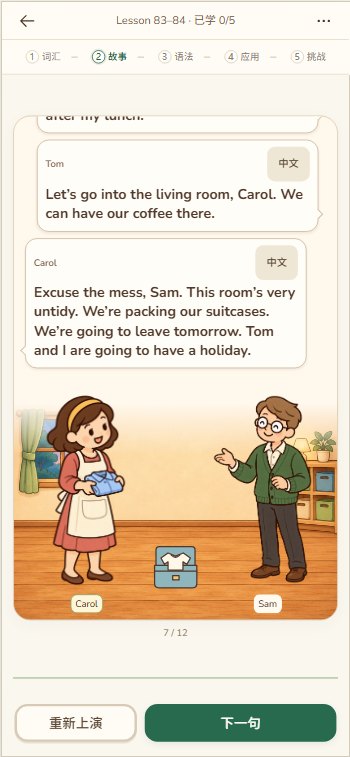 Lesson 83–84 · 已学 0/5
1 词汇 – 2 故事 – 3 语法 – 4 应用 – 5 挑战
after my lunch.
Tom
中文
Let's go into the living room, Carol. We
can have our coffee there.
Carol
中文
Excuse the mess, Sam. This room's very
untidy. We're packing our suitcases.
We're going to leave tomorrow. Tom
and I are going to have a holiday.
Carol
Sam
7 / 12
重新上演
下一句